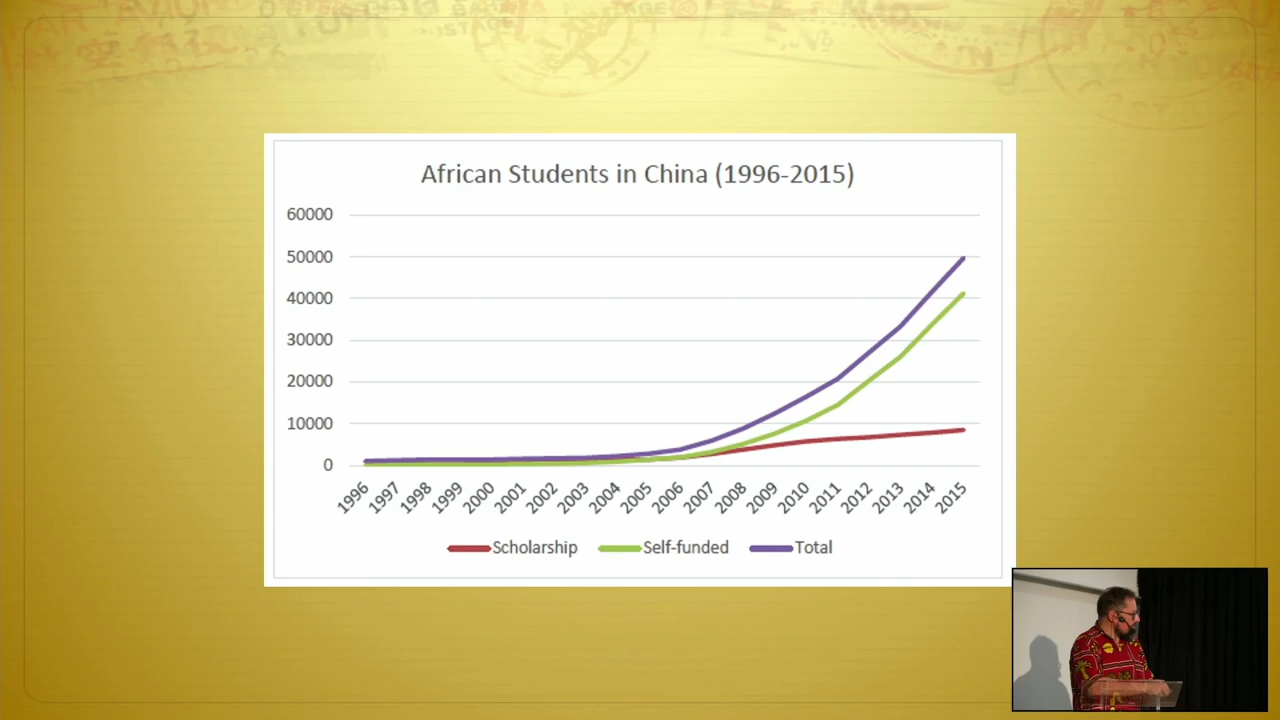 African Students in China (1996-2015)
60000
50000
40000
30000
20000
10000
0
1996 1997 1998 1999 2000 2001 2002 2003 2004 2005 2006 2007 2008 2009 2010 2011 2012 2013 2014 2015
Scholarship Self-funded Total